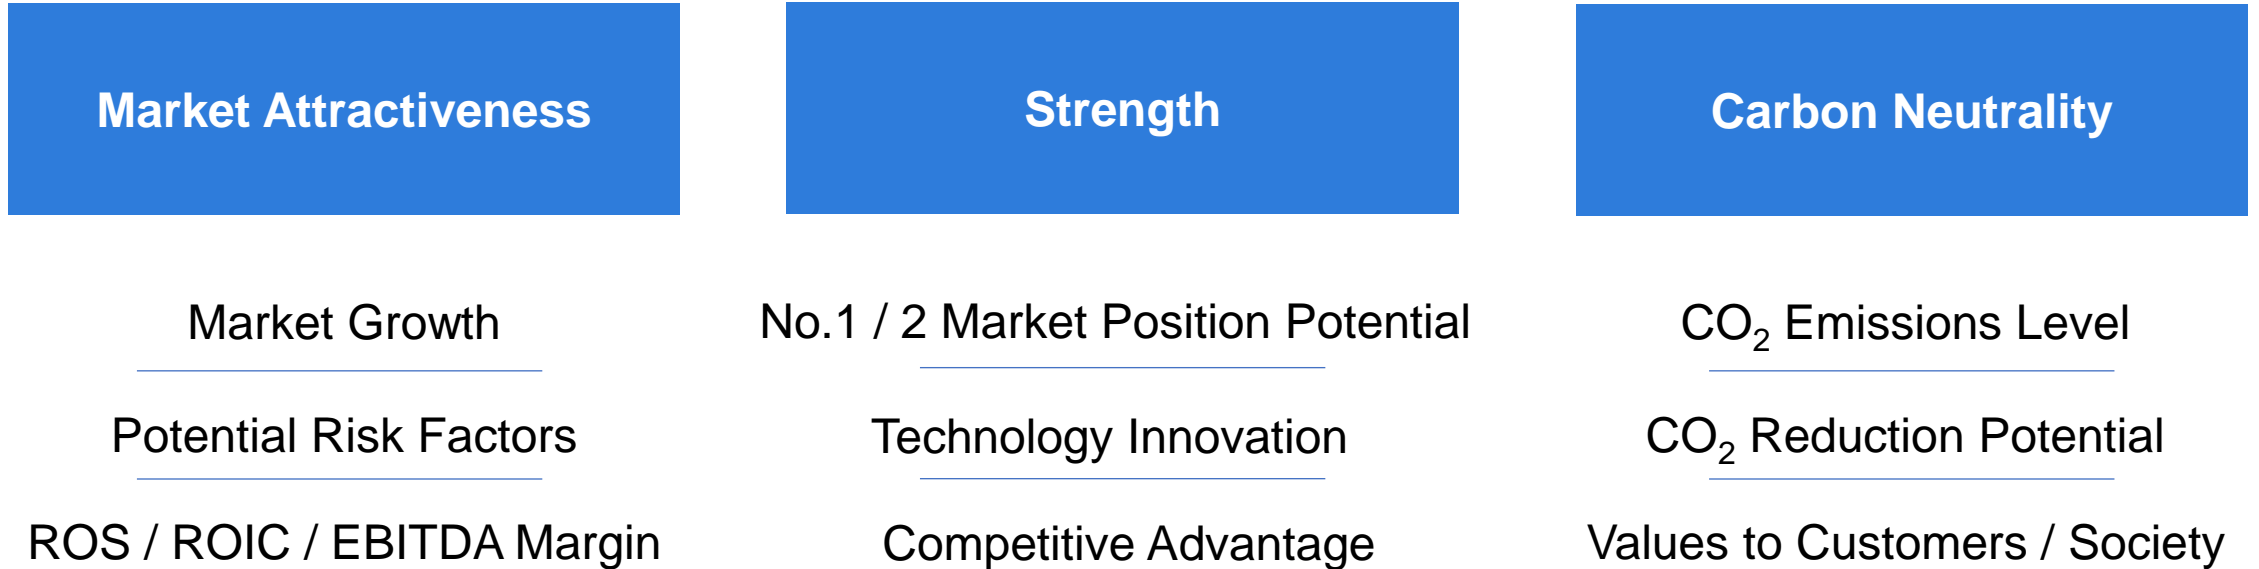 Market Attractiveness
Market Growth
Potential Risk Factors
ROS / ROIC / EBITDA Margin
Strength
No.1 / 2 Market Position Potential
Technology Innovation
Competitive Advantage
Carbon Neutrality
CO₂ Emissions Level
CO₂ Reduction Potential
Values to Customers / Society